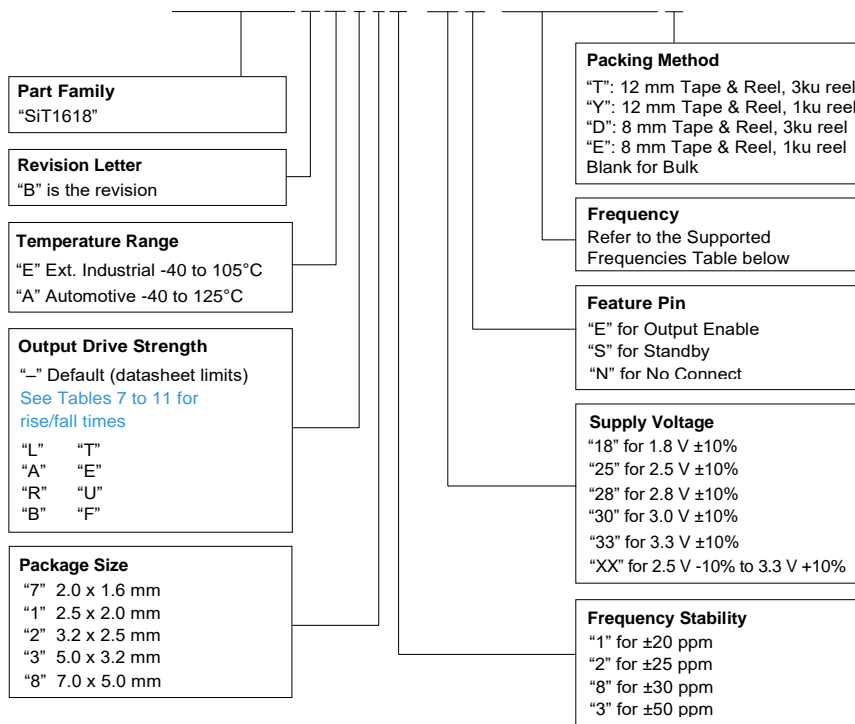 Part Family
“SiT1618”
Revision Letter
“B” is the revision
Temperature Range
“E” Ext. Industrial -40 to 105°C
“A” Automotive -40 to 125°C
Output Drive Strength
“–” Default (datasheet limits)
See Tables 7 to 11 for
rise/fall times
“L” “T”
“A” “E”
“R” “U”
“B” “F”
Package Size
“7” 2.0 x 1.6 mm
“1” 2.5 x 2.0 mm
“2” 3.2 x 2.5 mm
“3” 5.0 x 3.2 mm
“8” 7.0 x 5.0 mm
Packing Method
“T”: 12 mm Tape & Reel, 3ku reel
“Y”: 12 mm Tape & Reel, 1ku reel
“D”: 8 mm Tape & Reel, 3ku reel
“E”: 8 mm Tape & Reel, 1ku reel
Blank for Bulk
Frequency
Refer to the Supported
Frequencies Table below
Feature Pin
“E” for Output Enable
“S” for Standby
“N” for No Connect
Supply Voltage
“18” for 1.8 V ±10%
“25” for 2.5 V ±10%
“28” for 2.8 V ±10%
“30” for 3.0 V ±10%
“33” for 3.3 V ±10%
“XX” for 2.5 V -10% to 3.3 V +10%
Frequency Stability
“1” for ±20 ppm
“2” for ±25 ppm
“8” for ±30 ppm
“3” for ±50 ppm